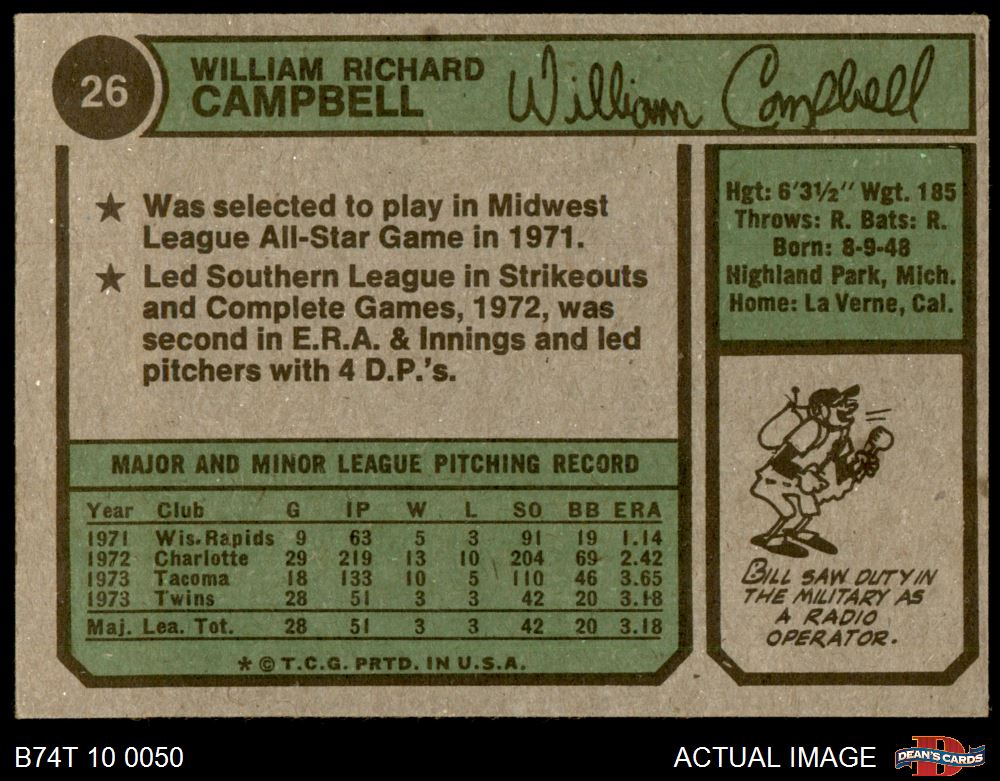 26
WILLIAM RICHARD
CAMPBELL
William Campbell
★ Was selected to play in Midwest
League All-Star Game in 1971.
★ Led Southern League in Strikeouts
and Complete Games, 1972, was
second in E.R.A. & Innings and led
pitchers with 4 D.P.'s.
Hgt: 6'3½" Wgt. 185
Throws: R. Bats: R.
Born: 8-9-48
Highland Park, Mich.
Home: La Verne, Cal.
MAJOR AND MINOR LEAGUE PITCHING RECORD
Year Club G IP W L SO BB ERA
1971 Wis. Rapids 9 63 5 3 91 19 1.14
1972 Charlotte 29 219 13 10 204 69 2.42
1973 Tacoma 18 133 10 5 110 46 3.65
1973 Twins 28 51 3 3 42 20 3.18
Maj. Lea. Tot. 28 51 3 3 42 20 3.18
* © T.C.G. PRTD. IN U.S.A.
BILL SAW DUTY IN
THE MILITARY AS
A RADIO
OPERATOR.
B74T 10 0050
ACTUAL IMAGE
D
DEAN'S CARDS